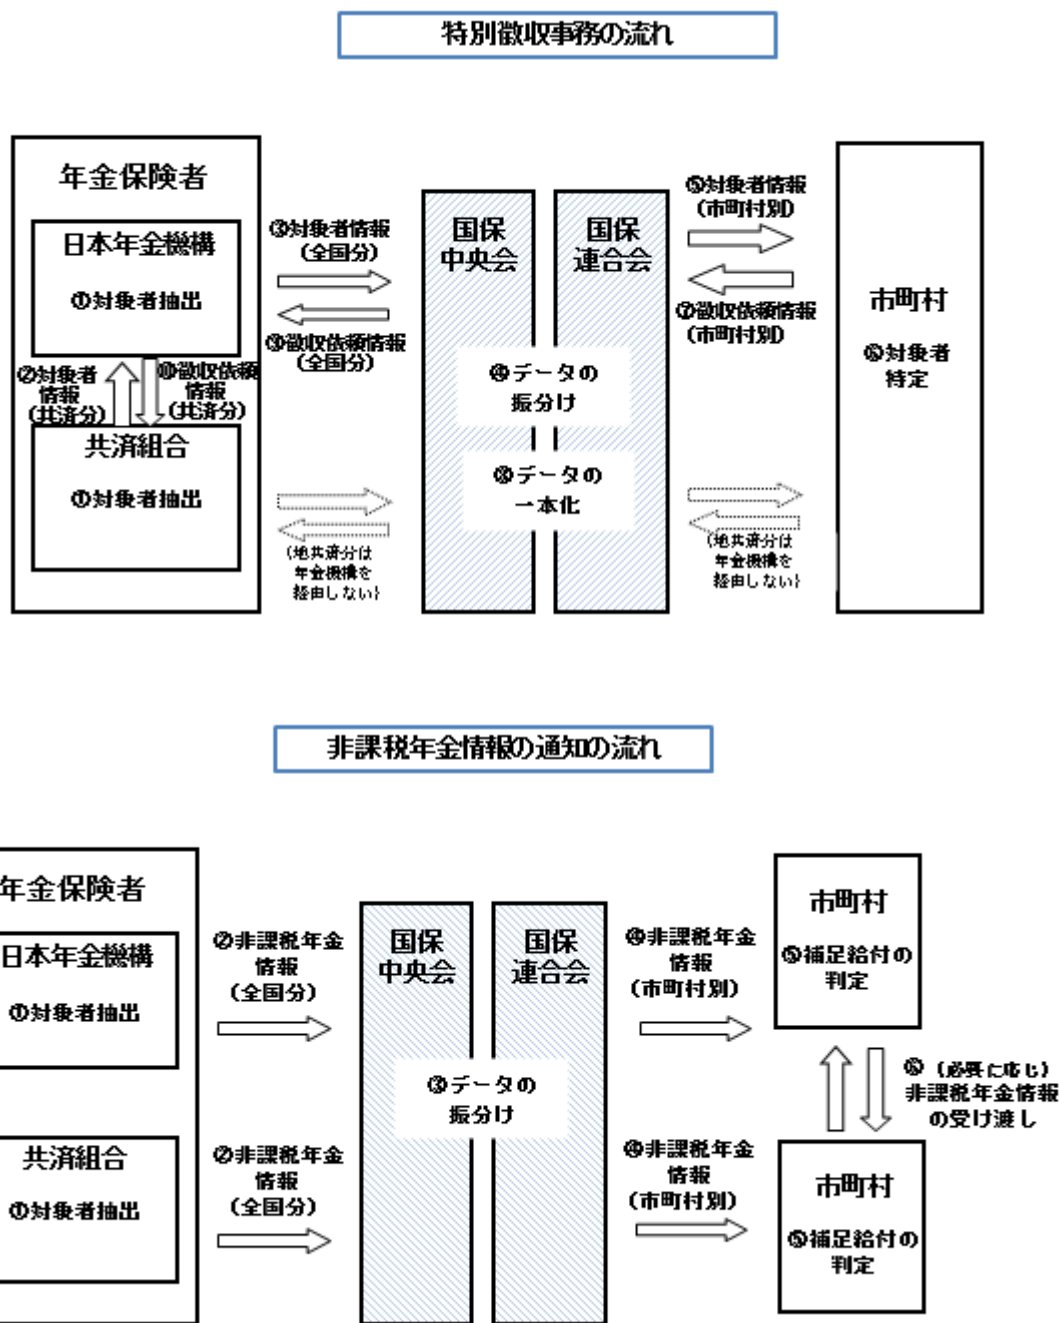 特別徴収事務の流れ
年金保険者
日本年金機構
①対象者抽出
②対象者
情報
(共済分)
⑩徴収依頼
情報
(共済分)
共済組合
①対象者抽出
③対象者情報
(全国分)
⑨徴収依頼情報
(全国分)
(地共済分は
年金機構を
経由しない)
国保
中央会
国保
連合会
④データの
振分け
⑧データの
一本化
⑤対象者情報
(市町村別)
⑦徴収依頼情報
(市町村別)
(地共済分は
年金機構を
経由しない)
市町村
⑥対象者
特定
非課税年金情報の通知の流れ
年金保険者
日本年金機構
①対象者抽出
共済組合
①対象者抽出
②非課税年金
情報
(全国分)
②非課税年金
情報
(全国分)
国保
中央会
国保
連合会
③データの
振分け
④非課税年金
情報
(市町村別)
④非課税年金
情報
(市町村別)
市町村
⑤補足給付の
判定
⑥(必要に応じ)
非課税年金情報
の受け渡し
市町村
⑤補足給付の
判定